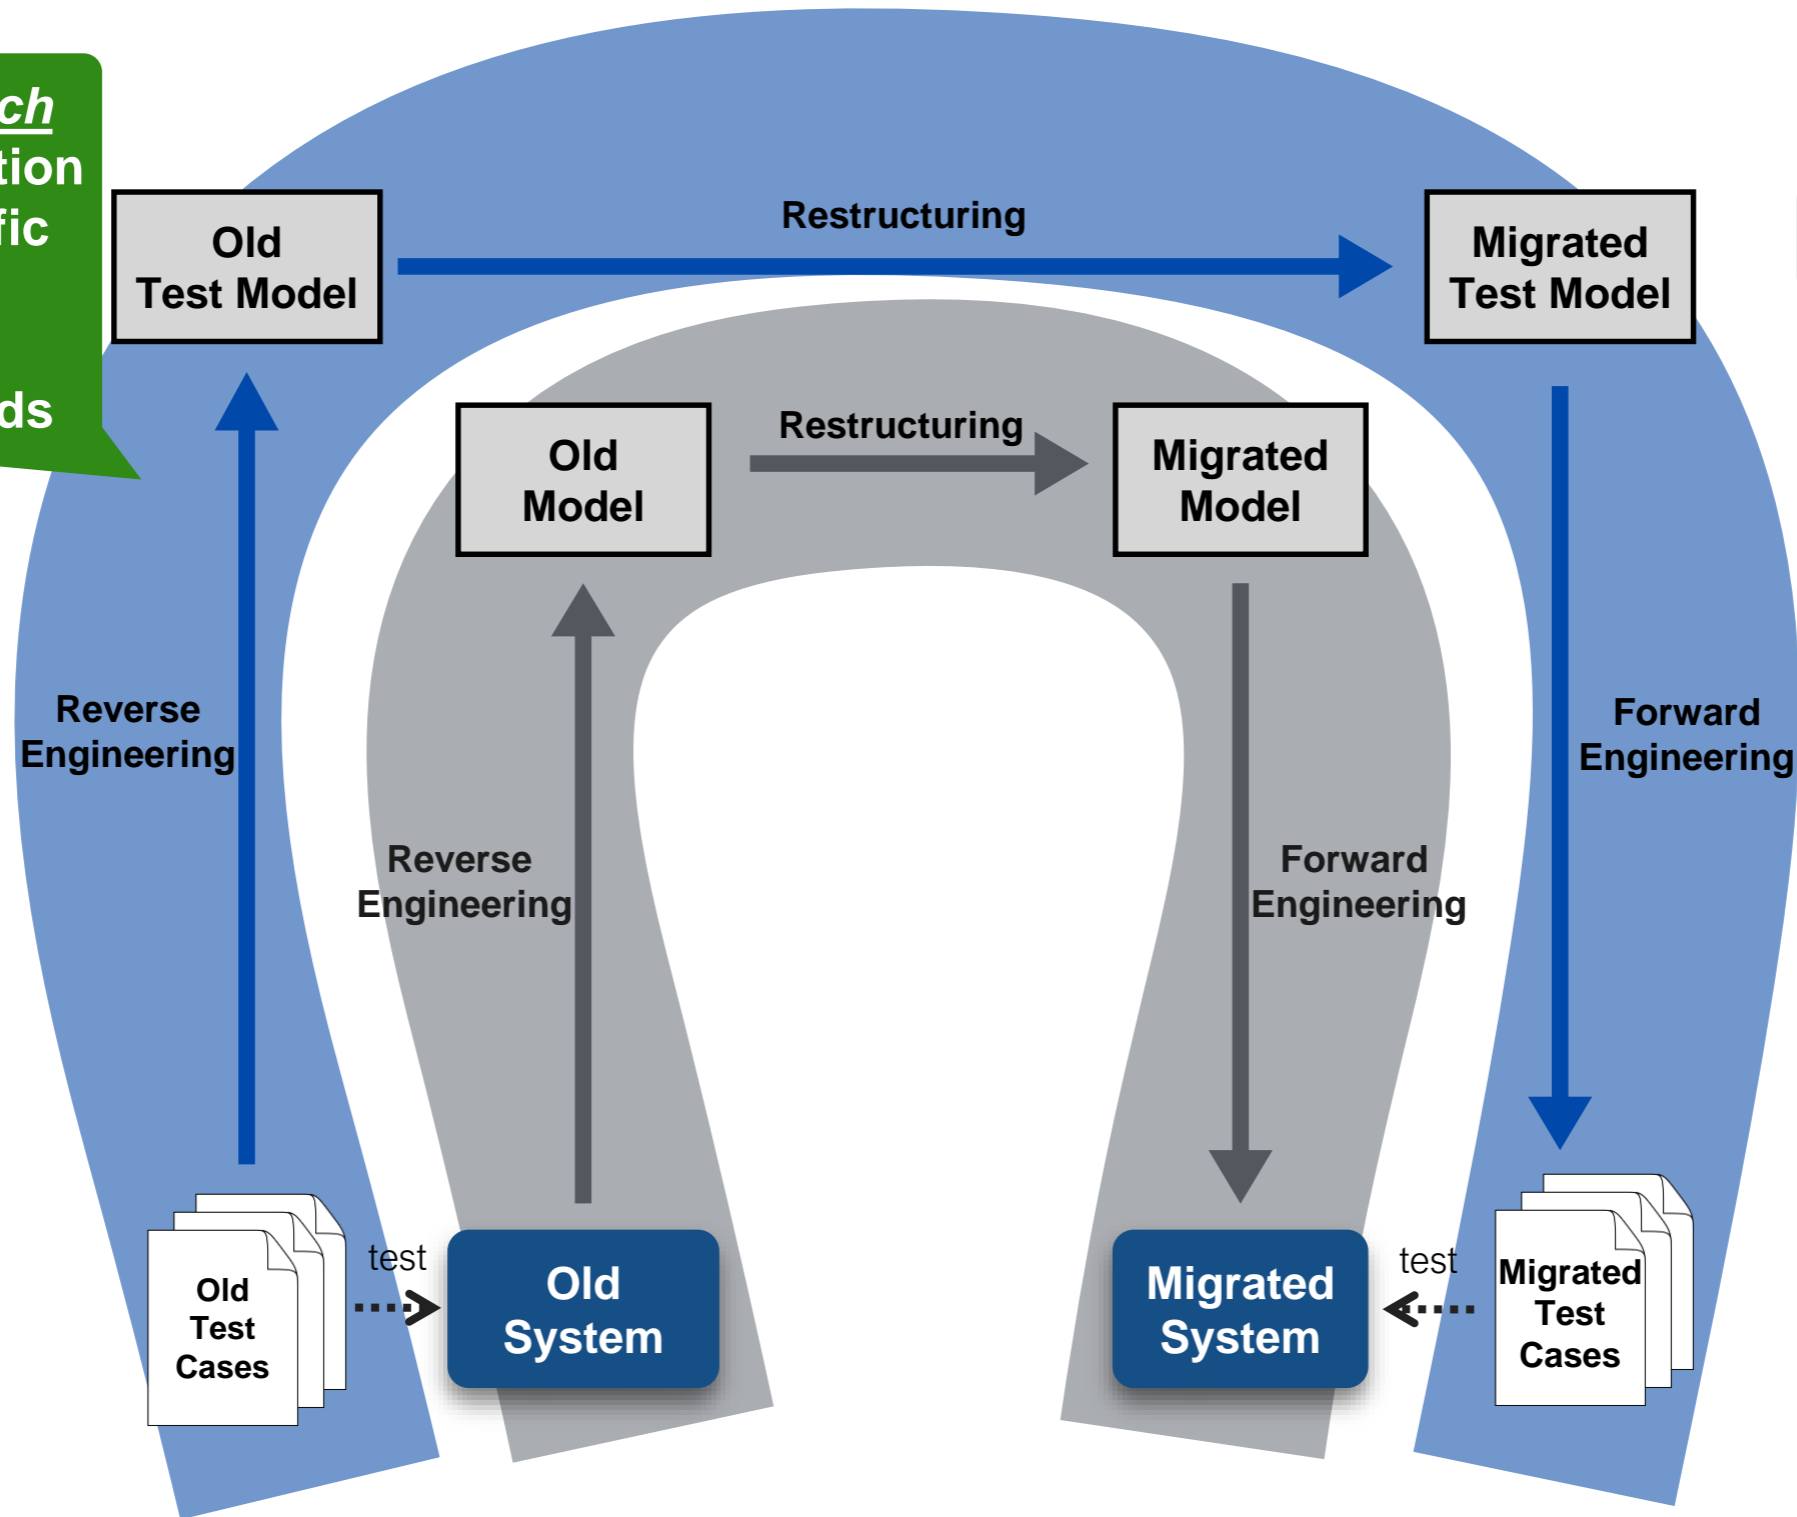 ch
tion
fic
ds
Old
Test Model
Restructuring
Migrated
Test Model
Old
Model
Restructuring
Migrated
Model
Reverse
Engineering
Forward
Engineering
Reverse
Engineering
Forward
Engineering
Old
Test
Cases
test
Old
System
Migrated
System
test
Migrated
Test
Cases